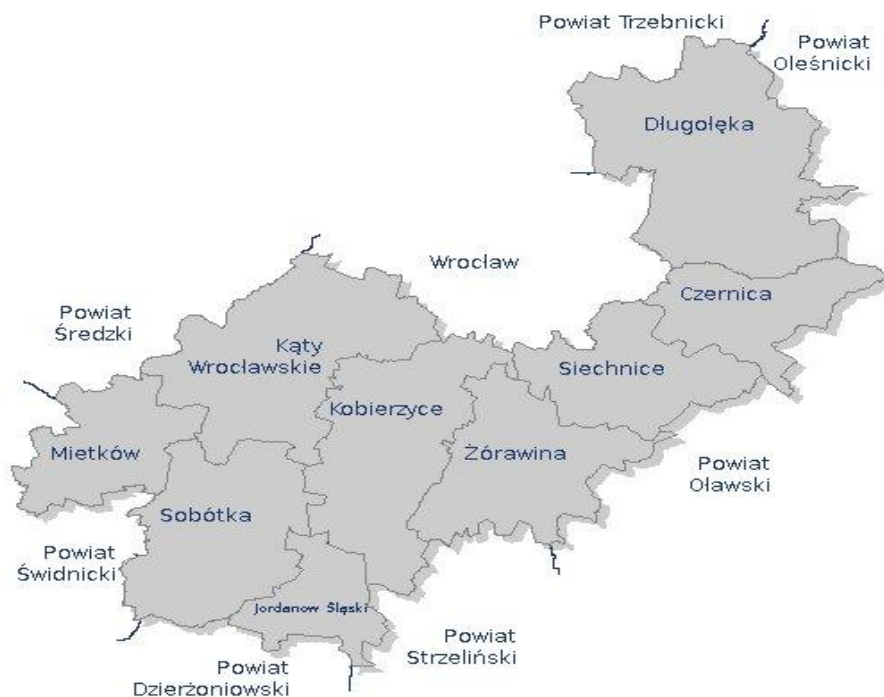 Powiat Trzebnicki
Powiat
Oleśnicki
Długołęka
Wrocław
Czernica
Powiat
Średzki
Kąty
Wrocławskie
Siechnice
Kobierzyce
Mietków
Żórawina
Powiat
Oławski
Sobótka
Powiat
Świdnicki
Jordanow Śląski
Powiat
Strzeliński
Powiat
Dzierżoniowski